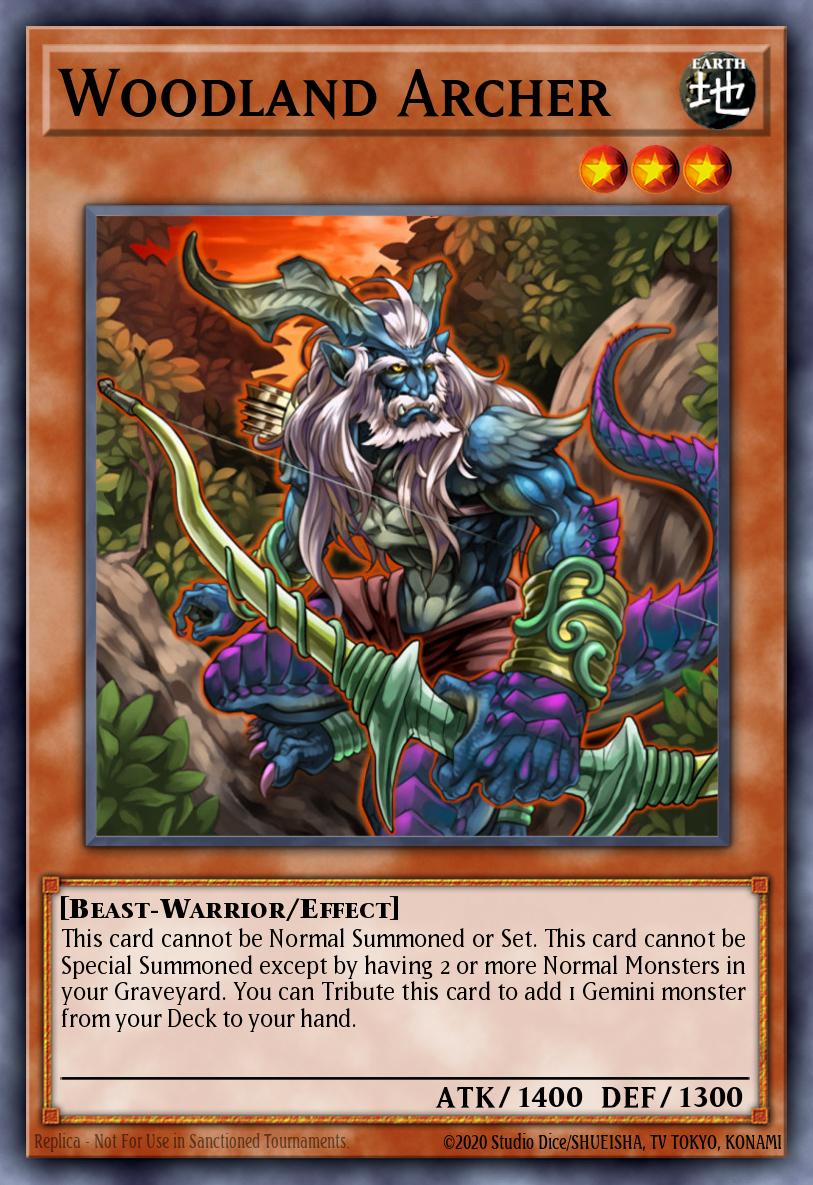 Woodland Archer
EARTH
地
[Beast-Warrior/Effect]
This card cannot be Normal Summoned or Set. This card cannot be
Special Summoned except by having 2 or more Normal Monsters in
your Graveyard. You can Tribute this card to add 1 Gemini monster
from your Deck to your hand.
ATK/1400 DEF/1300
Replica - Not For Use in Sanctioned Tournaments.
©2020 Studio Dice/SHUEISHA, TV TOKYO, KONAMI